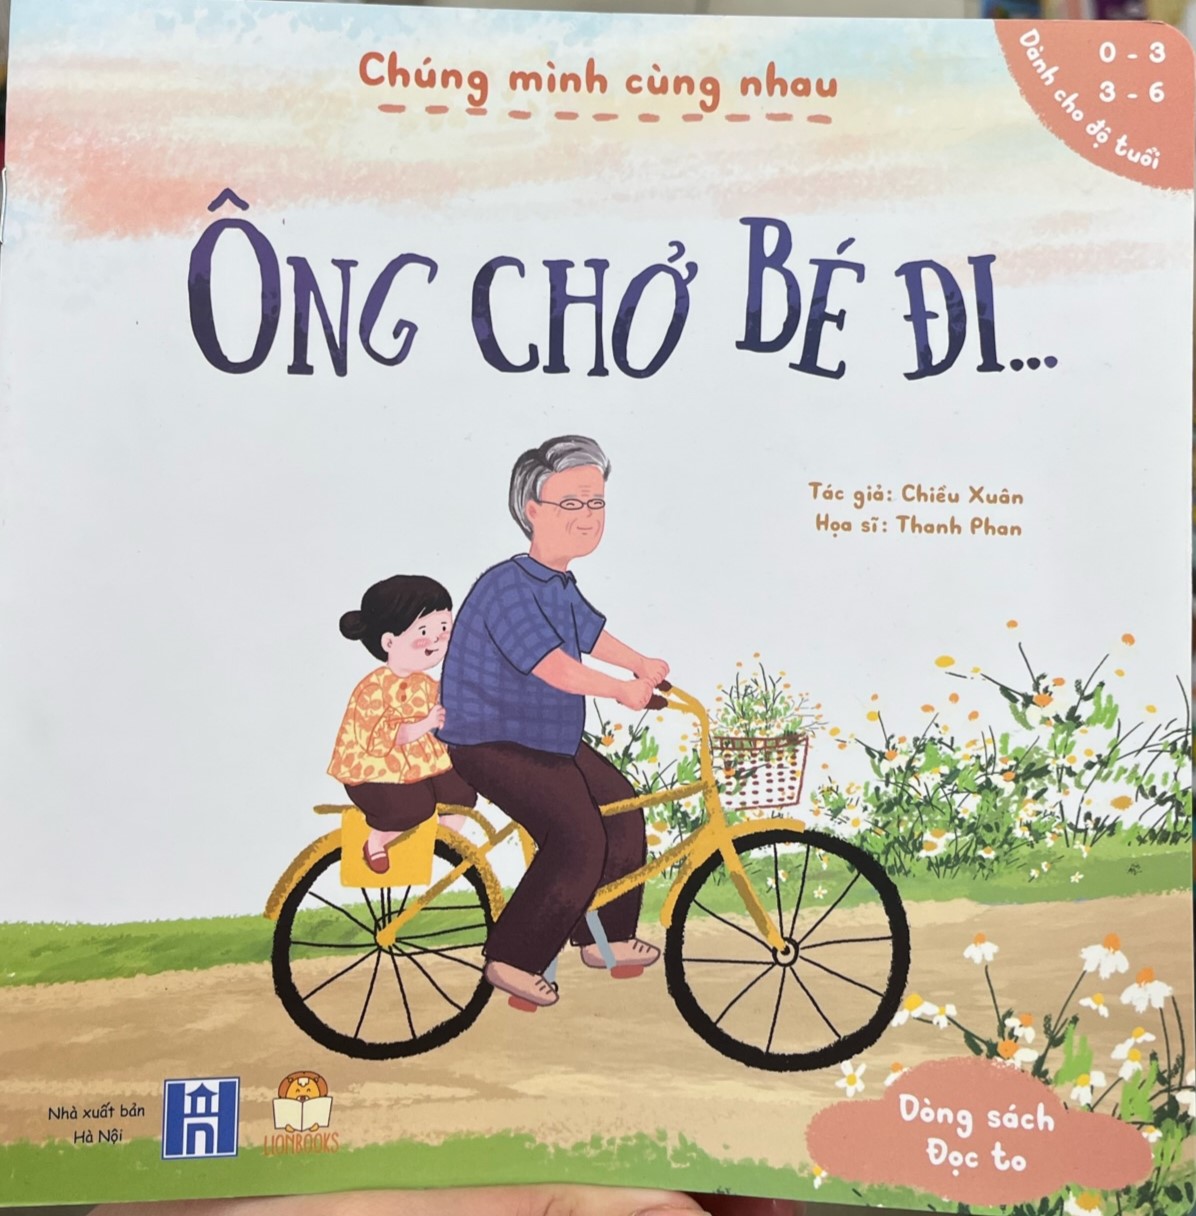 Chúng mình cùng nhau
0 - 3
3 - 6
Dành cho độ tuổi
ÔNG CHỞ BÉ ĐI...
Tác giả: Chiểu Xuân
Họa sĩ: Thanh Phan
Nhà xuất bản
Hà Nội
LIONBOOKS
Dòng sách
Đọc to